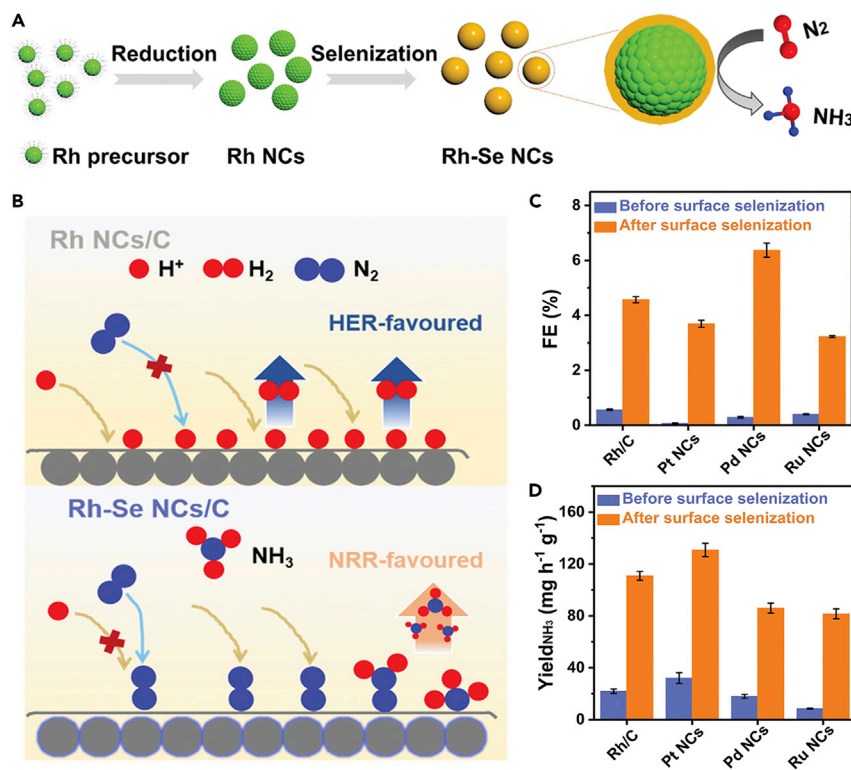 A
Reduction
Selenization
N2
NH3
Rh precursor
Rh NCs
Rh-Se NCs
B
Rh NCs/C
H+
H2
N2
HER-favoured
Rh-Se NCs/C
NH3
NRR-favoured
C
Before surface selenization
After surface selenization
FE (%)
8
6
4
2
0
Rh/C
Pt NCs
Pd NCs
Ru NCs
D
Before surface selenization
After surface selenization
YieldNH3 (mg h-1 g-1)
160
120
80
40
0
Rh/C
Pt NCs
Pd NCs
Ru NCs